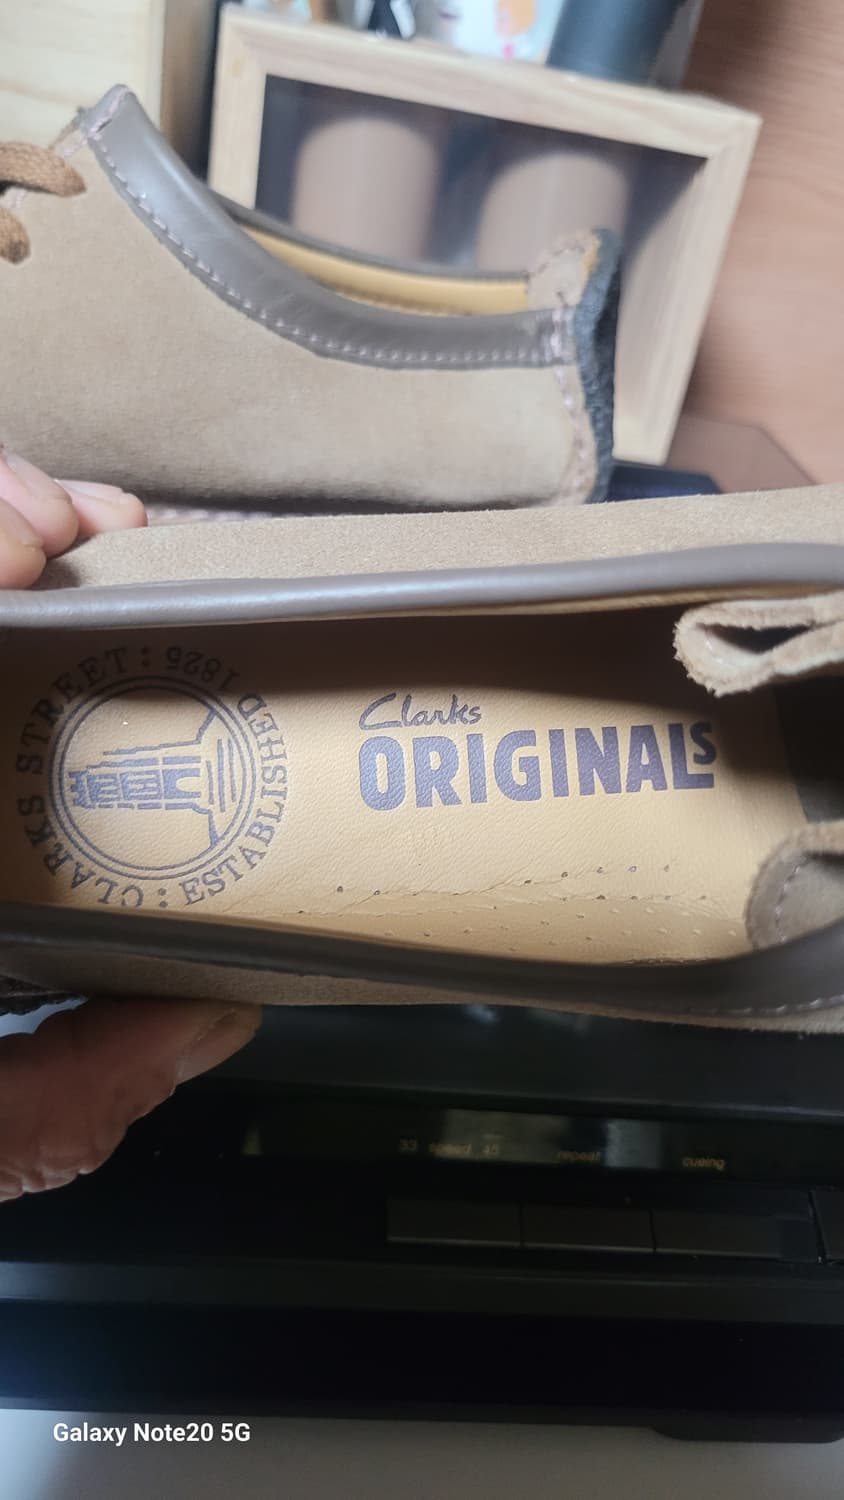 Clarks
ORIGINALS
CLARKS STREET : ESTABLISHED 1825 :
33 speed 45
repeat
cueing
Galaxy Note20 5G